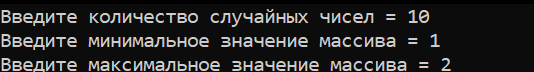 Введите количество случайных чисел = 10
Введите минимальное значение массива = 1
Введите максимальное значение массива = 2